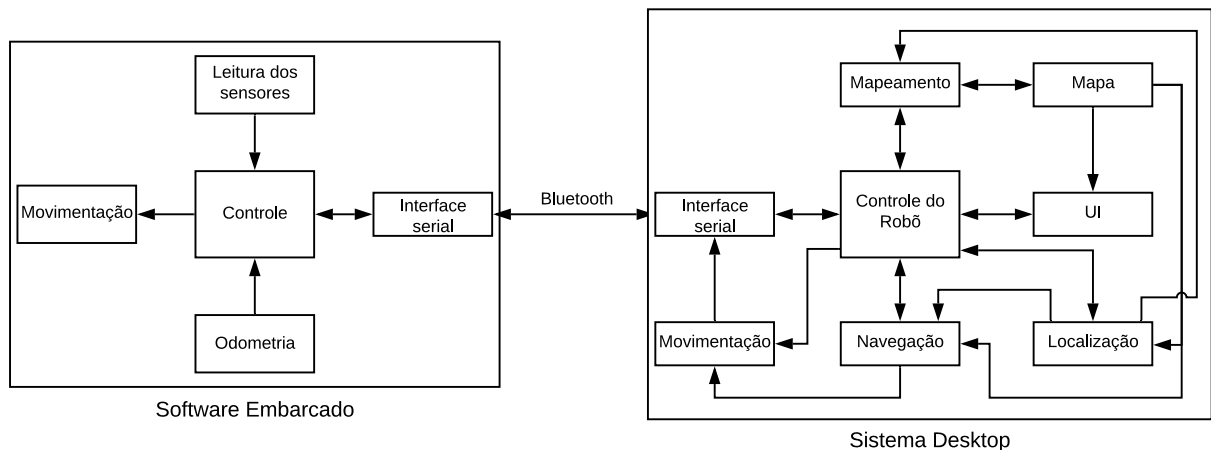 Leitura dos
sensores
Movimentação
Controle
Interface
serial
Odometria
Software Embarcado
Bluetooth
Mapeamento
Mapa
Interface
serial
Controle do
Robõ
UI
Movimentação
Navegação
Localização
Sistema Desktop